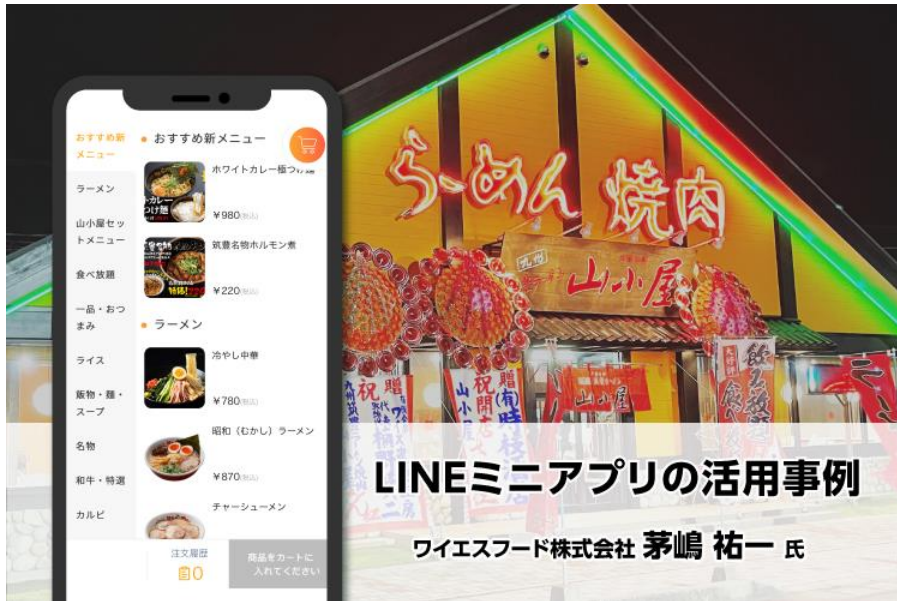 おすすめ新
メニュー
ラーメン
山小屋セッ
トメニュー
食べ放題
一品・おつ
まみ
ライス
飯物・麺・
スープ
名物
和牛・特選
カルビ
おすすめ新メニュー
ホワイトカレー極つけ麺
¥980(税込)
筑豊名物ホルモン煮
¥220(税込)
ラーメン
冷やし中華
¥780(税込)
昭和（むかし）ラーメン
¥870(税込)
チャーシューメン
注文履歴
0
商品をカートに
入れてください
らーめん 焼肉
九州
山小屋
山小屋
LINEミニアプリの活用事例
ワイエスフード株式会社 茅嶋 祐一 氏